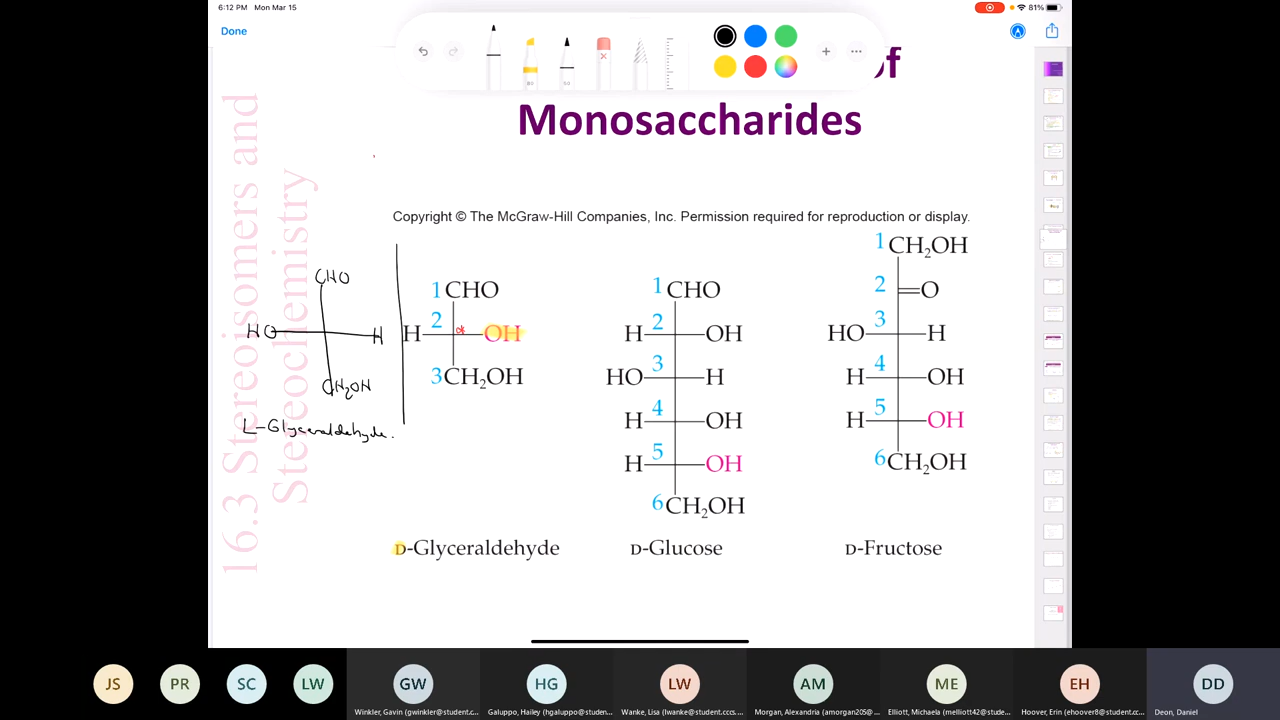 6:12 PM Mon Mar 15
81%
Done
of
Monosaccharides
16.3 Stereoisomers and
Stereochemistry
Copyright © The McGraw-Hill Companies, Inc. Permission required for reproduction or display.
CHO
HO H
CH2OH
L-Glyceraldehyde.
1 CHO
H 2 * OH
3 CH2OH
D-Glyceraldehyde
1 CHO
H 2 OH
HO 3 H
H 4 OH
H 5 OH
6 CH2OH
D-Glucose
1 CH2OH
2 O
HO 3 H
H 4 OH
H 5 OH
6 CH2OH
D-Fructose
JS PR SC LW GW HG LW AM ME EH DD
Winkler, Gavin (gwinkler@student.c...
Galuppo, Hailey (hgaluppo@studen...
Wanke, Lisa (lwanke@student.cccs....
Morgan, Alexandria (amorgan205@...
Elliott, Michaela (melliott42@stude...
Hoover, Erin (ehoover8@student.cc...
Deon, Daniel